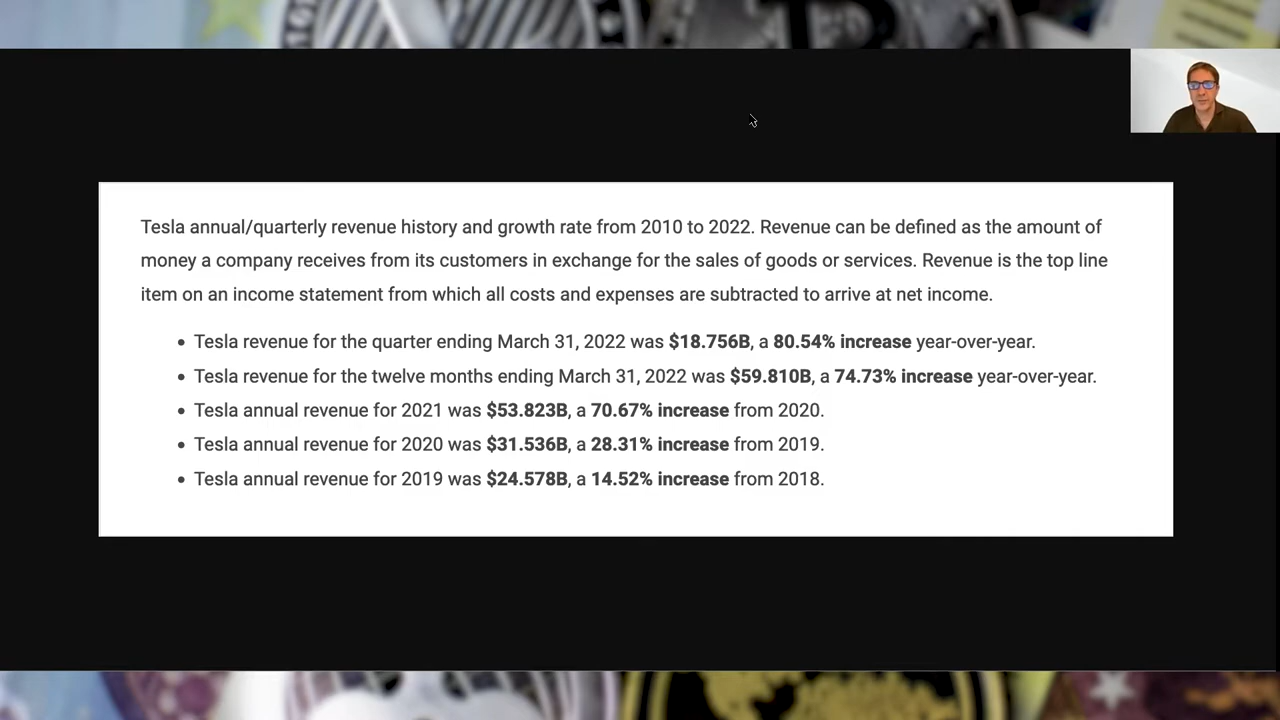 Tesla annual/quarterly revenue history and growth rate from 2010 to 2022. Revenue can be defined as the amount of
money a company receives from its customers in exchange for the sales of goods or services. Revenue is the top line
item on an income statement from which all costs and expenses are subtracted to arrive at net income.
• Tesla revenue for the quarter ending March 31, 2022 was $18.756B, a 80.54% increase year-over-year.
• Tesla revenue for the twelve months ending March 31, 2022 was $59.810B, a 74.73% increase year-over-year.
• Tesla annual revenue for 2021 was $53.823B, a 70.67% increase from 2020.
• Tesla annual revenue for 2020 was $31.536B, a 28.31% increase from 2019.
• Tesla annual revenue for 2019 was $24.578B, a 14.52% increase from 2018.